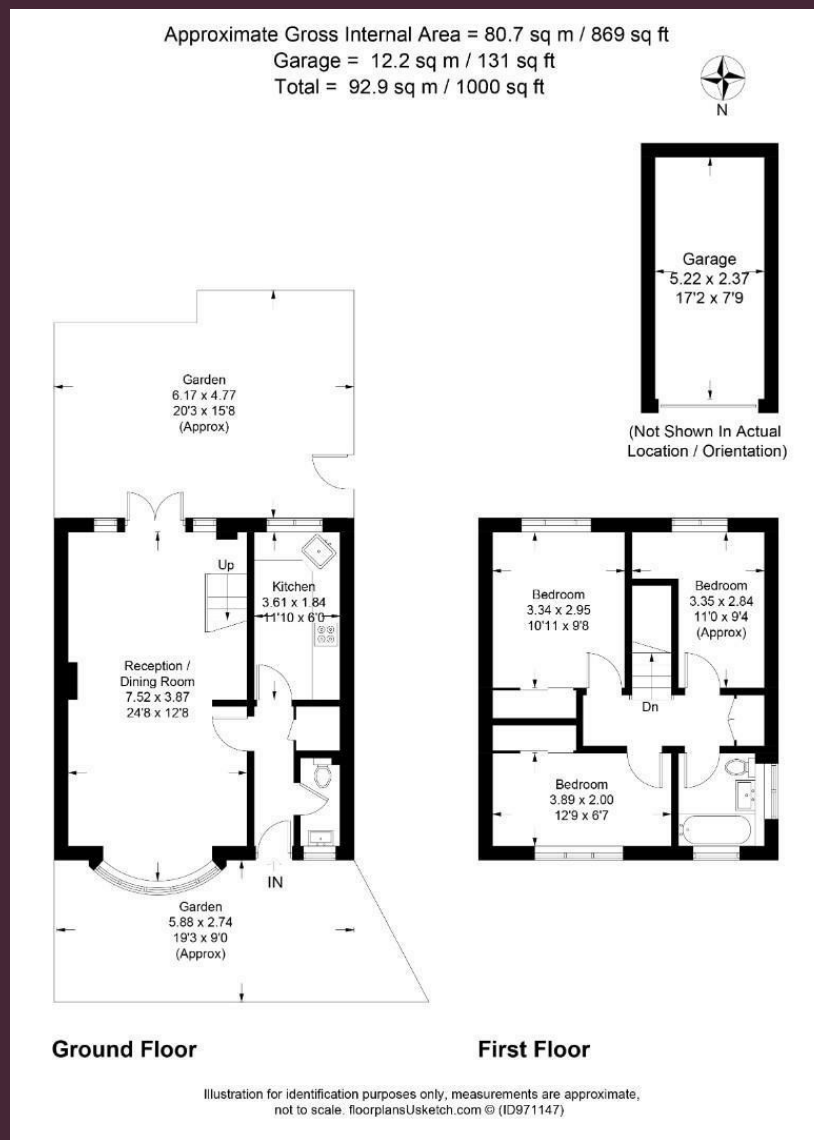 Approximate Gross Internal Area = 80.7 sq m / 869 sq ft
Garage = 12.2 sq m / 131 sq ft
Total = 92.9 sq m / 1000 sq ft
N
Garage
5.22 x 2.37
17'2 x 7'9
(Not Shown In Actual
Location / Orientation)
Garden
6.17 x 4.77
20'3 x 15'8
(Approx)
Up
Kitchen
3.61 x 1.84
11'10 x 6'0
Reception /
Dining Room
7.52 x 3.87
24'8 x 12'8
IN
Garden
5.88 x 2.74
19'3 x 9'0
(Approx)
Bedroom
3.34 x 2.95
10'11 x 9'8
Bedroom
3.35 x 2.84
11'0 x 9'4
(Approx)
Dn
Bedroom
3.89 x 2.00
12'9 x 6'7
Ground Floor
First Floor
Illustration for identification purposes only, measurements are approximate,
not to scale. floorplansUsketch.com © (ID971147)